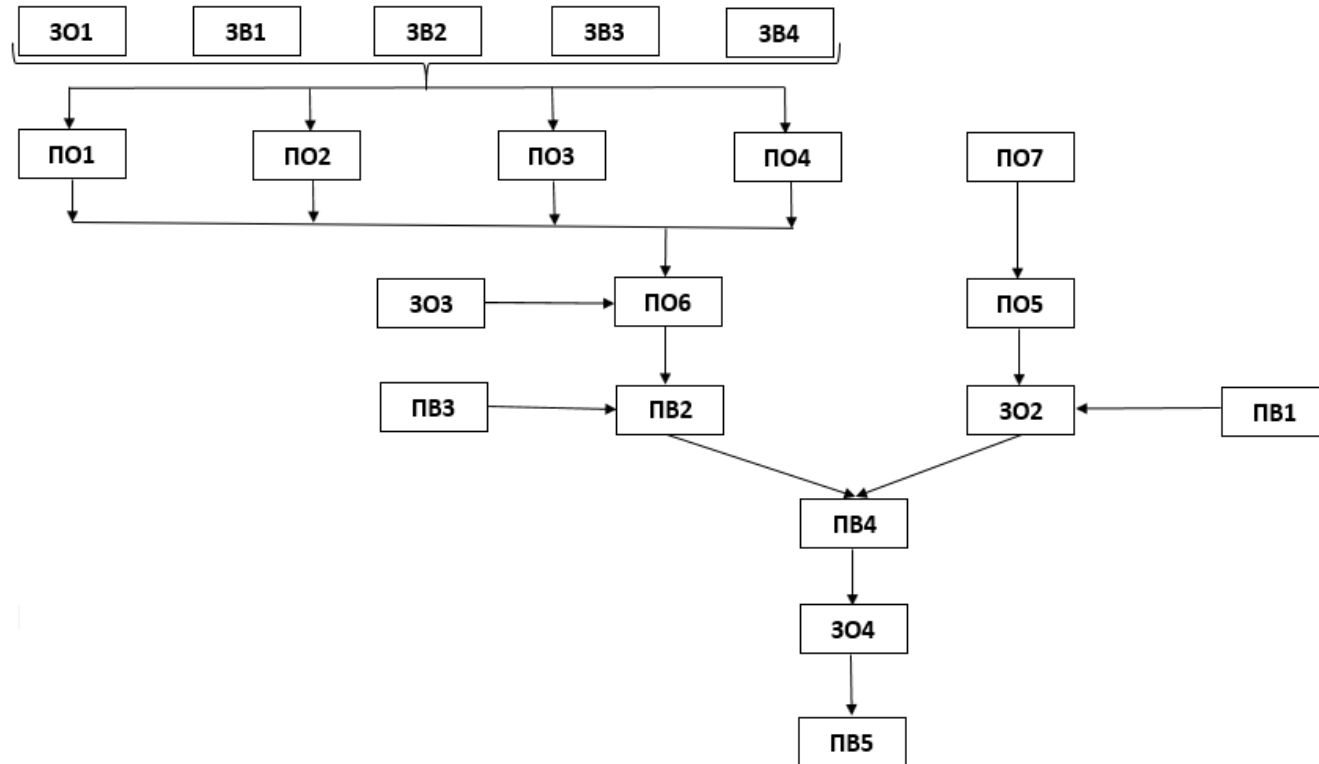 ЗО1 ЗВ1 ЗВ2 ЗВ3 ЗВ4
ПО1 ПО2 ПО3 ПО4 ПО7
ЗО3 ПО6 ПО5
ПВ3 ПВ2 ЗО2 ПВ1
ПВ4
ЗО4
ПВ5